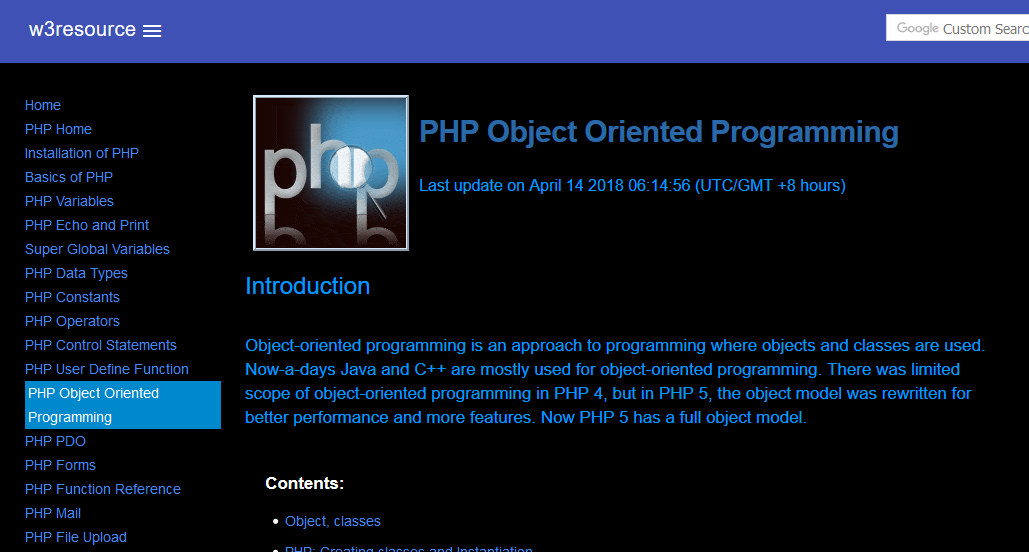 w3resource
Google Custom Searc
Home
PHP Home
Installation of PHP
Basics of PHP
PHP Variables
PHP Echo and Print
Super Global Variables
PHP Data Types
PHP Constants
PHP Operators
PHP Control Statements
PHP User Define Function
PHP Object Oriented
Programming
PHP PDO
PHP Forms
PHP Function Reference
PHP Mail
PHP File Upload
php
PHP Object Oriented Programming
Last update on April 14 2018 06:14:56 (UTC/GMT +8 hours)
Introduction
Object-oriented programming is an approach to programming where objects and classes are used.
Now-a-days Java and C++ are mostly used for object-oriented programming. There was limited
scope of object-oriented programming in PHP 4, but in PHP 5, the object model was rewritten for
better performance and more features. Now PHP 5 has a full object model.
Contents:
Object, classes
PHP: Creating classes and Instantiation